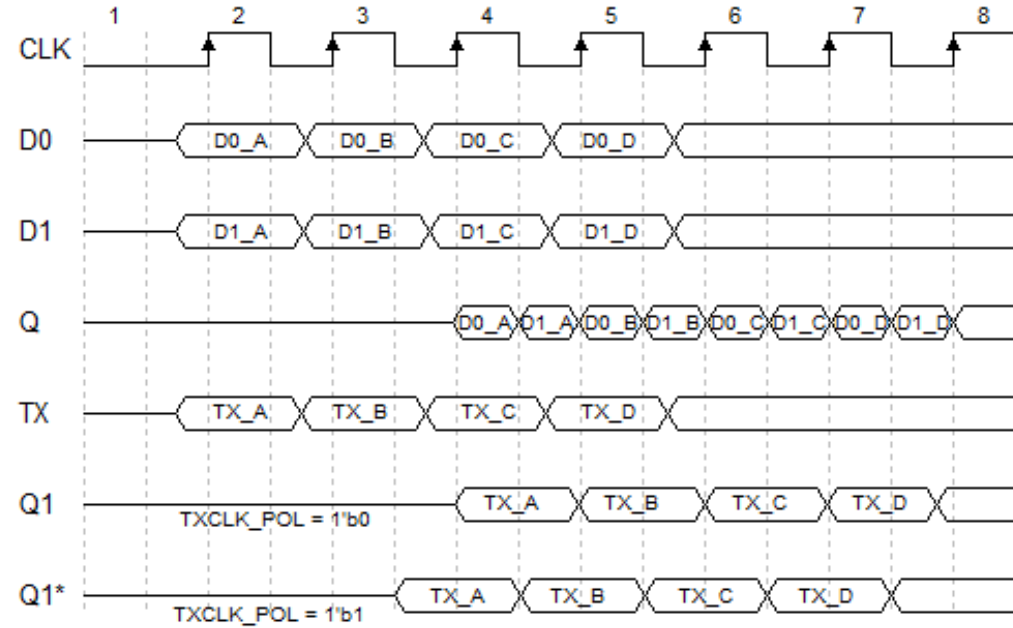 1 2 3 4 5 6 7 8
CLK
D0 D0_A D0_B D0_C D0_D
D1 D1_A D1_B D1_C D1_D
Q D0_A D1_A D0_B D1_B D0_C D1_C D0_D D1_D
TX TX_A TX_B TX_C TX_D
Q1 TX_A TX_B TX_C TX_D
TXCLK_POL = 1"b0
Q1* TX_A TX_B TX_C TX_D
TXCLK_POL = 1"b1